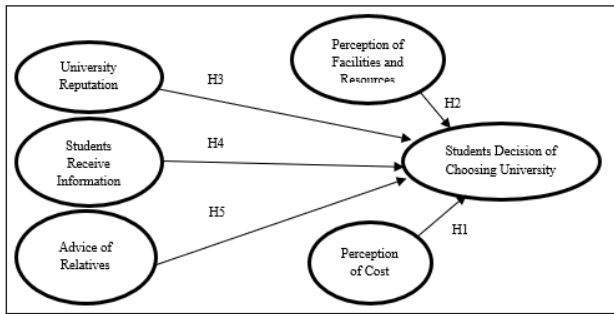 University
Reputation
H3
Perception of
Facilities and
Resources
H2
Students
Receive
Information
H4
Students Decision of
Choosing University
H5
Advice of
Relatives
Perception
of Cost
H1